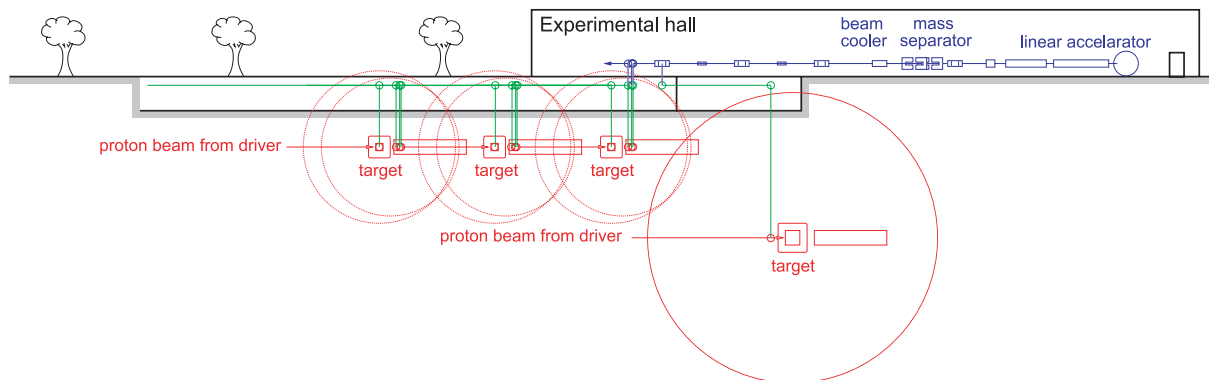 Experimental hall
beam
cooler
mass
separator
linear accelarator
proton beam from driver
target
target
target
proton beam from driver
target